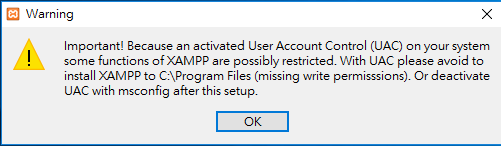 Warning
Important! Because an activated User Account Control (UAC) on your system
some functions of XAMPP are possibly restricted. With UAC please avoid to
install XAMPP to C:\Program Files (missing write permisssions). Or deactivate
UAC with msconfig after this setup.
OK